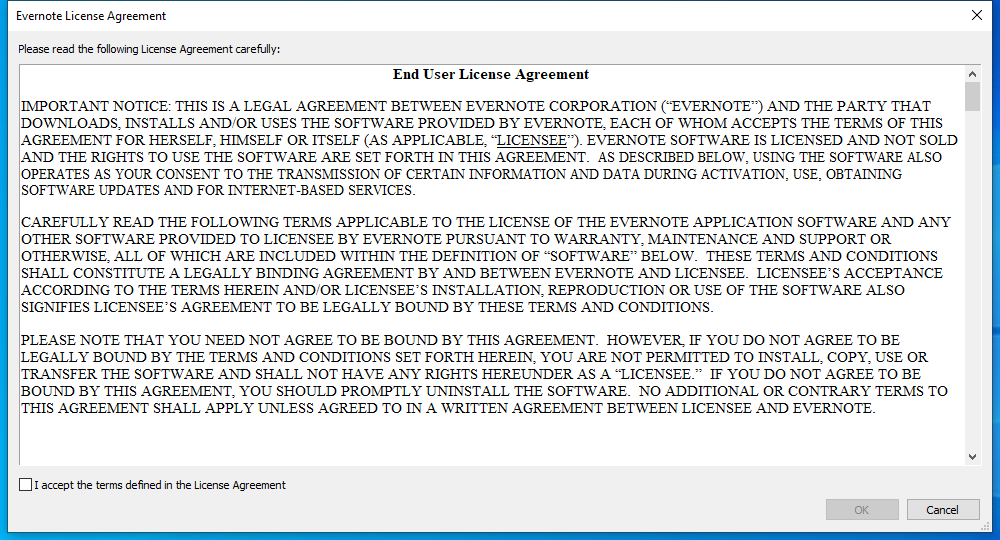 Evernote License Agreement
Please read the following License Agreement carefully:
End User License Agreement
IMPORTANT NOTICE: THIS IS A LEGAL AGREEMENT BETWEEN EVERNOTE CORPORATION (“EVERNOTE”) AND THE PARTY THAT
DOWNLOADS, INSTALLS AND/OR USES THE SOFTWARE PROVIDED BY EVERNOTE, EACH OF WHOM ACCEPTS THE TERMS OF THIS
AGREEMENT FOR HERSELF, HIMSELF OR ITSELF (AS APPLICABLE, “LICENSEE”). EVERNOTE SOFTWARE IS LICENSED AND NOT SOLD
AND THE RIGHTS TO USE THE SOFTWARE ARE SET FORTH IN THIS AGREEMENT.  AS DESCRIBED BELOW, USING THE SOFTWARE ALSO
OPERATES AS YOUR CONSENT TO THE TRANSMISSION OF CERTAIN INFORMATION AND DATA DURING ACTIVATION, USE, OBTAINING
SOFTWARE UPDATES AND FOR INTERNET-BASED SERVICES.
CAREFULLY READ THE FOLLOWING TERMS APPLICABLE TO THE LICENSE OF THE EVERNOTE APPLICATION SOFTWARE AND ANY
OTHER SOFTWARE PROVIDED TO LICENSEE BY EVERNOTE PURSUANT TO WARRANTY, MAINTENANCE AND SUPPORT OR
OTHERWISE, ALL OF WHICH ARE INCLUDED WITHIN THE DEFINITION OF “SOFTWARE” BELOW.  THESE TERMS AND CONDITIONS
SHALL CONSTITUTE A LEGALLY BINDING AGREEMENT BY AND BETWEEN EVERNOTE AND LICENSEE.  LICENSEE’S ACCEPTANCE
ACCORDING TO THE TERMS HEREIN AND/OR LICENSEE’S INSTALLATION, REPRODUCTION OR USE OF THE SOFTWARE ALSO
SIGNIFIES LICENSEE’S AGREEMENT TO BE LEGALLY BOUND BY THESE TERMS AND CONDITIONS.
PLEASE NOTE THAT YOU NEED NOT AGREE TO BE BOUND BY THIS AGREEMENT.  HOWEVER, IF YOU DO NOT AGREE TO BE
LEGALLY BOUND BY THE TERMS AND CONDITIONS SET FORTH HEREIN, YOU ARE NOT PERMITTED TO INSTALL, COPY, USE OR
TRANSFER THE SOFTWARE AND SHALL NOT HAVE ANY RIGHTS HEREUNDER AS A “LICENSEE.”  IF YOU DO NOT AGREE TO BE
BOUND BY THIS AGREEMENT, YOU SHOULD PROMPTLY UNINSTALL THE SOFTWARE.  NO ADDITIONAL OR CONTRARY TERMS TO
THIS AGREEMENT SHALL APPLY UNLESS AGREED TO IN A WRITTEN AGREEMENT BETWEEN LICENSEE AND EVERNOTE.
I accept the terms defined in the License Agreement
OK Cancel